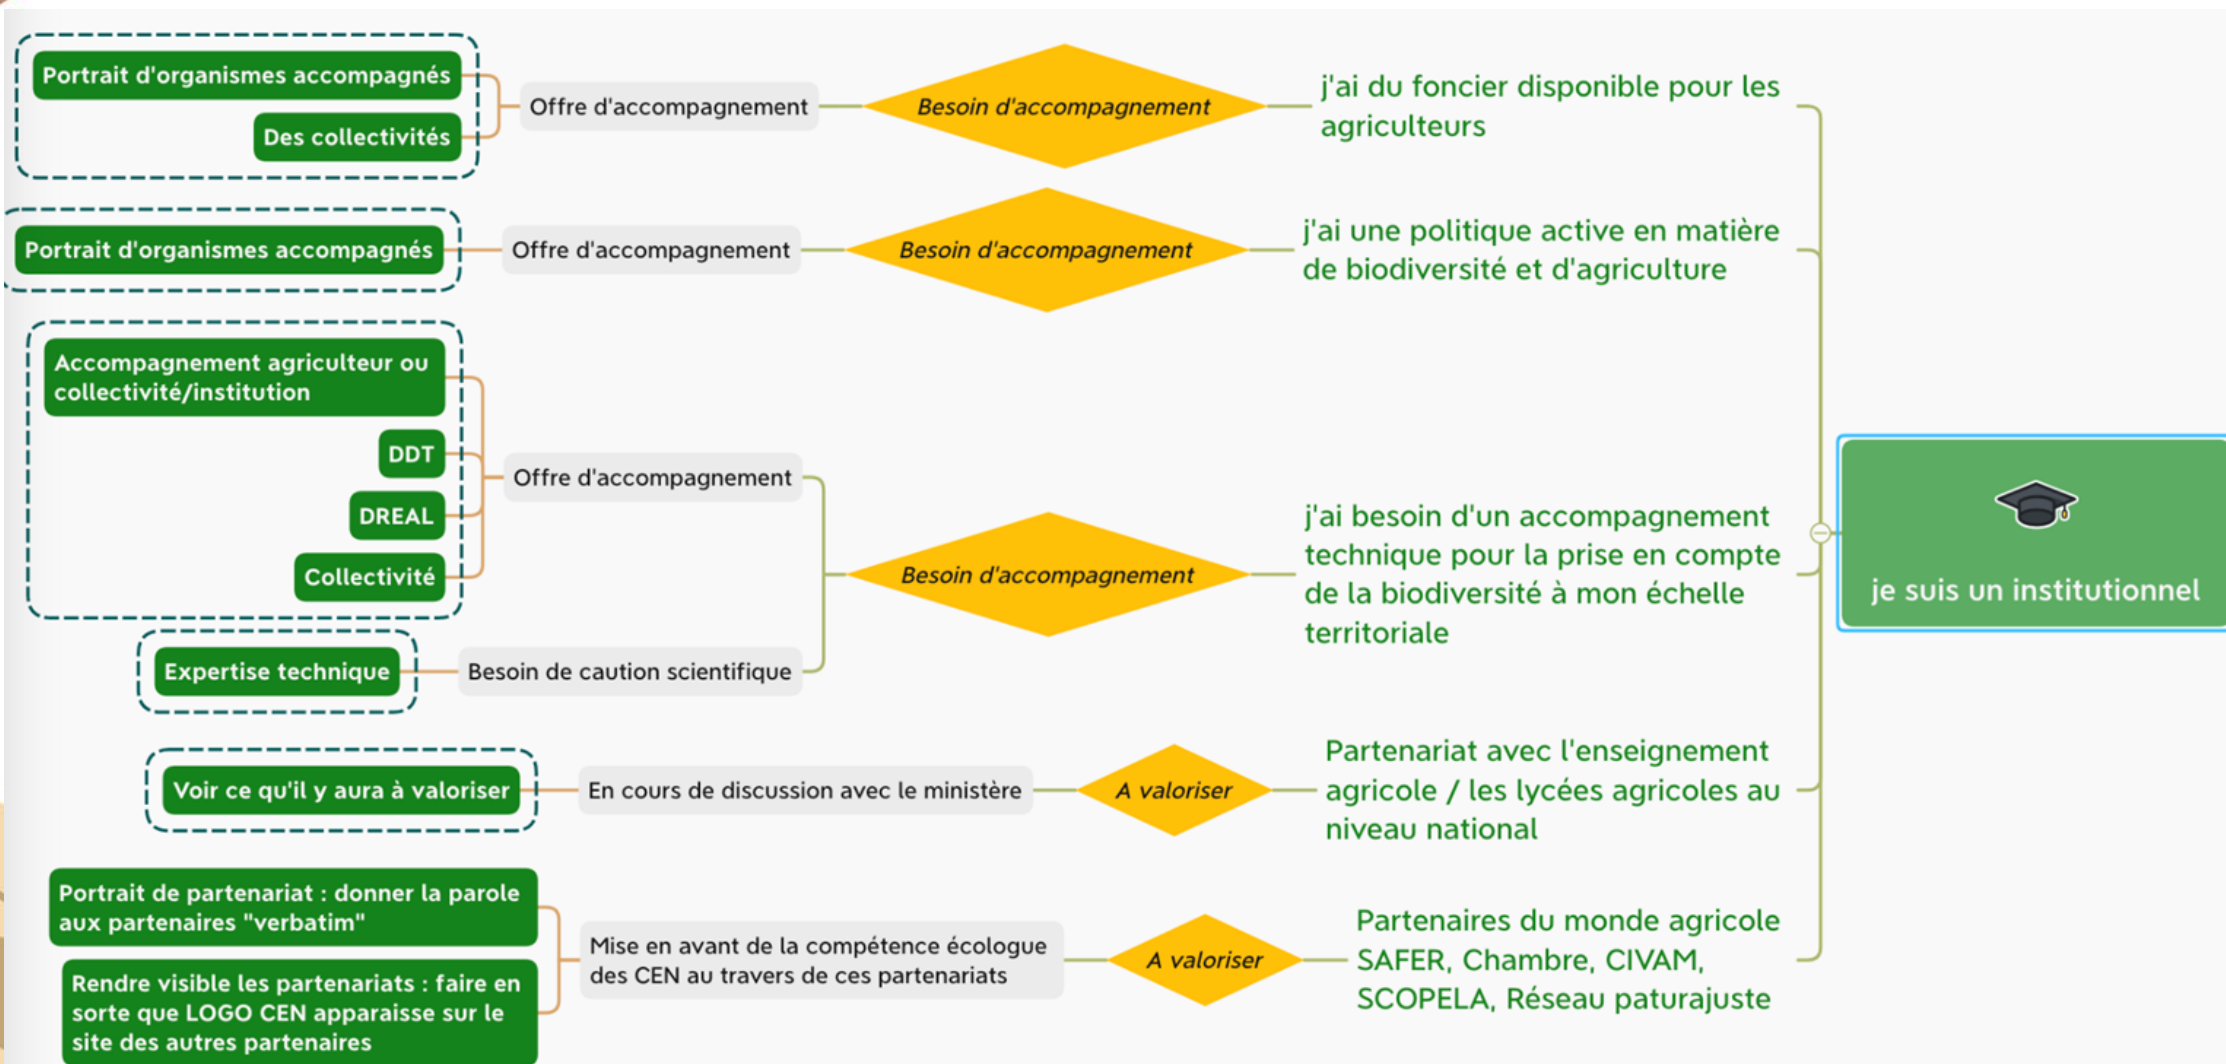 Portrait d'organismes accompagnés
Des collectivités
Offre d'accompagnement
Besoin d'accompagnement
j'ai du foncier disponible pour les
agriculteurs
Portrait d'organismes accompagnés
Offre d'accompagnement
Besoin d'accompagnement
j'ai une politique active en matière
de biodiversité et d'agriculture
Accompagnement agriculteur ou
collectivité/institution
DDT
DREAL
Collectivité
Offre d'accompagnement
Expertise technique
Besoin de caution scientifique
Besoin d'accompagnement
j'ai besoin d'un accompagnement
technique pour la prise en compte
de la biodiversité à mon échelle
territoriale
je suis un institutionnel
Voir ce qu'il y aura à valoriser
En cours de discussion avec le ministère
A valoriser
Partenariat avec l'enseignement
agricole / les lycées agricoles au
niveau national
Portrait de partenariat : donner la parole
aux partenaires "verbatim"
Rendre visible les partenariats : faire en
sorte que LOGO CEN apparaisse sur le
site des autres partenaires
Mise en avant de la compétence écologue
des CEN au travers de ces partenariats
A valoriser
Partenaires du monde agricole
SAFER, Chambre, CIVAM,
SCOPELA, Réseau paturajuste